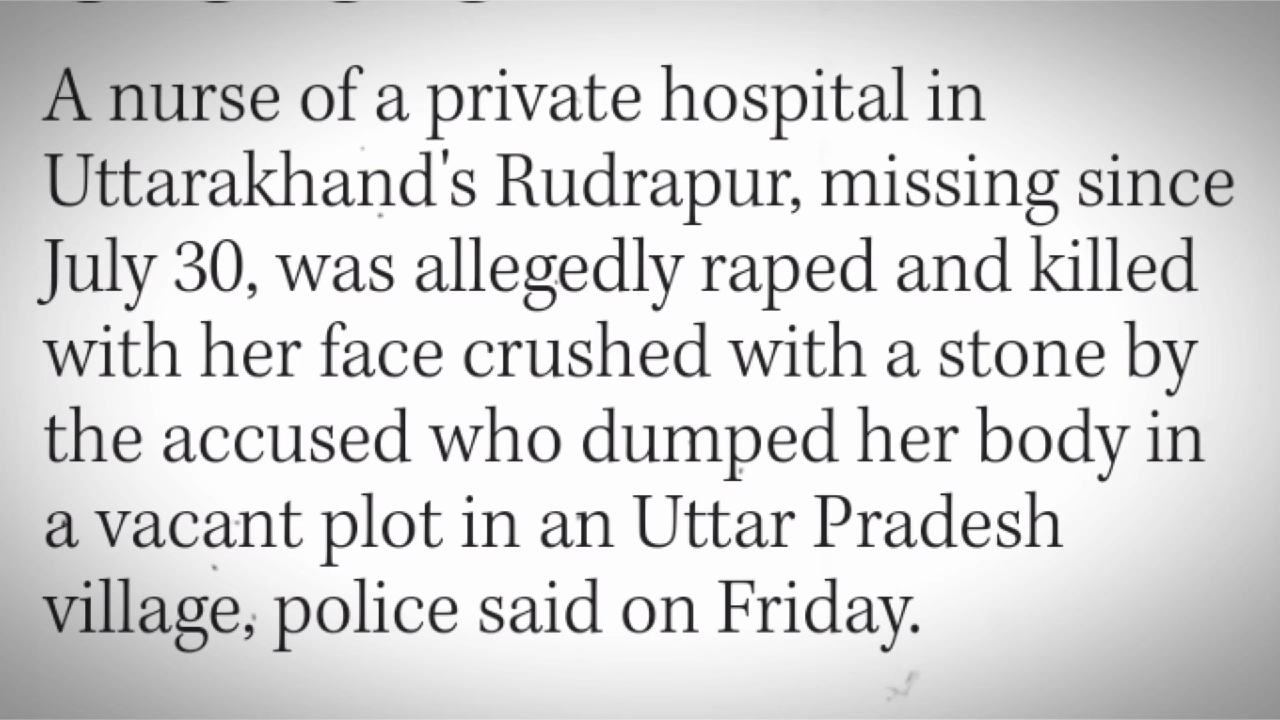 A nurse of a private hospital in
Uttarakhand's Rudrapur, missing since
July 30, was allegedly raped and killed
with her face crushed with a stone by
the accused who dumped her body in
a vacant plot in an Uttar Pradesh
village, police said on Friday.